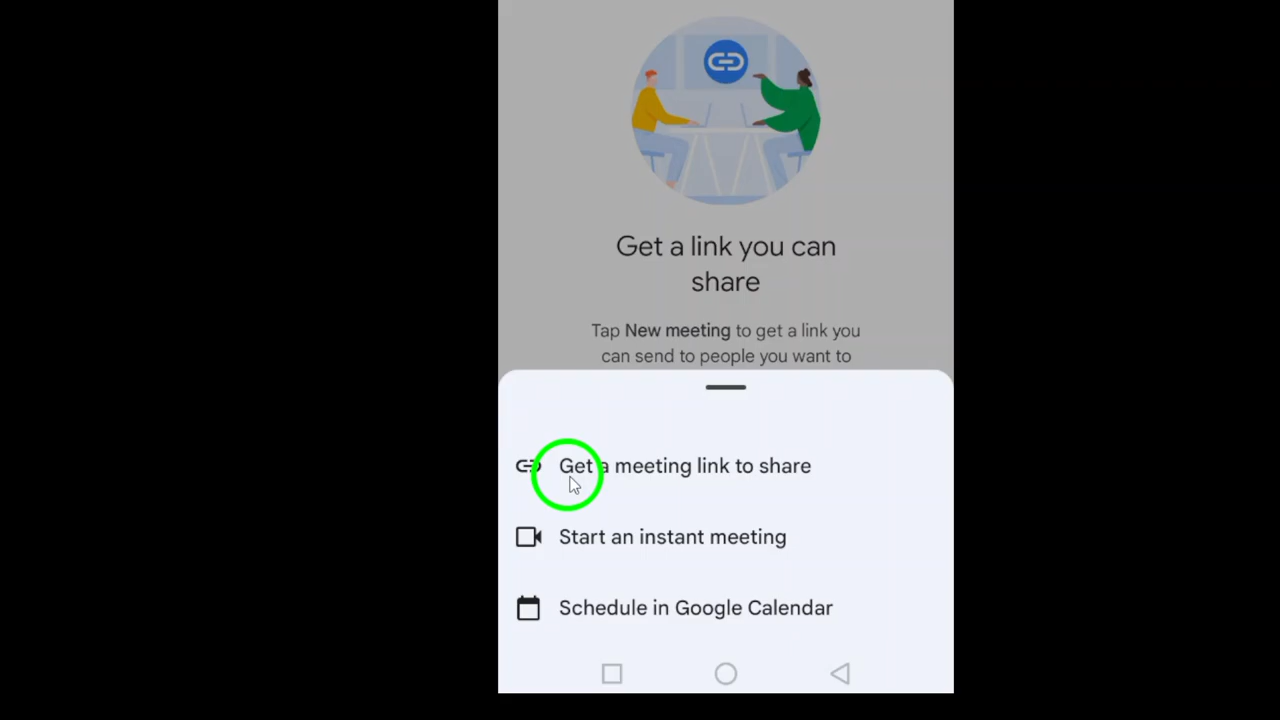 Get a link you can
share
Tap New meeting to get a link you
can send to people you want to
Get a meeting link to share
Start an instant meeting
Schedule in Google Calendar